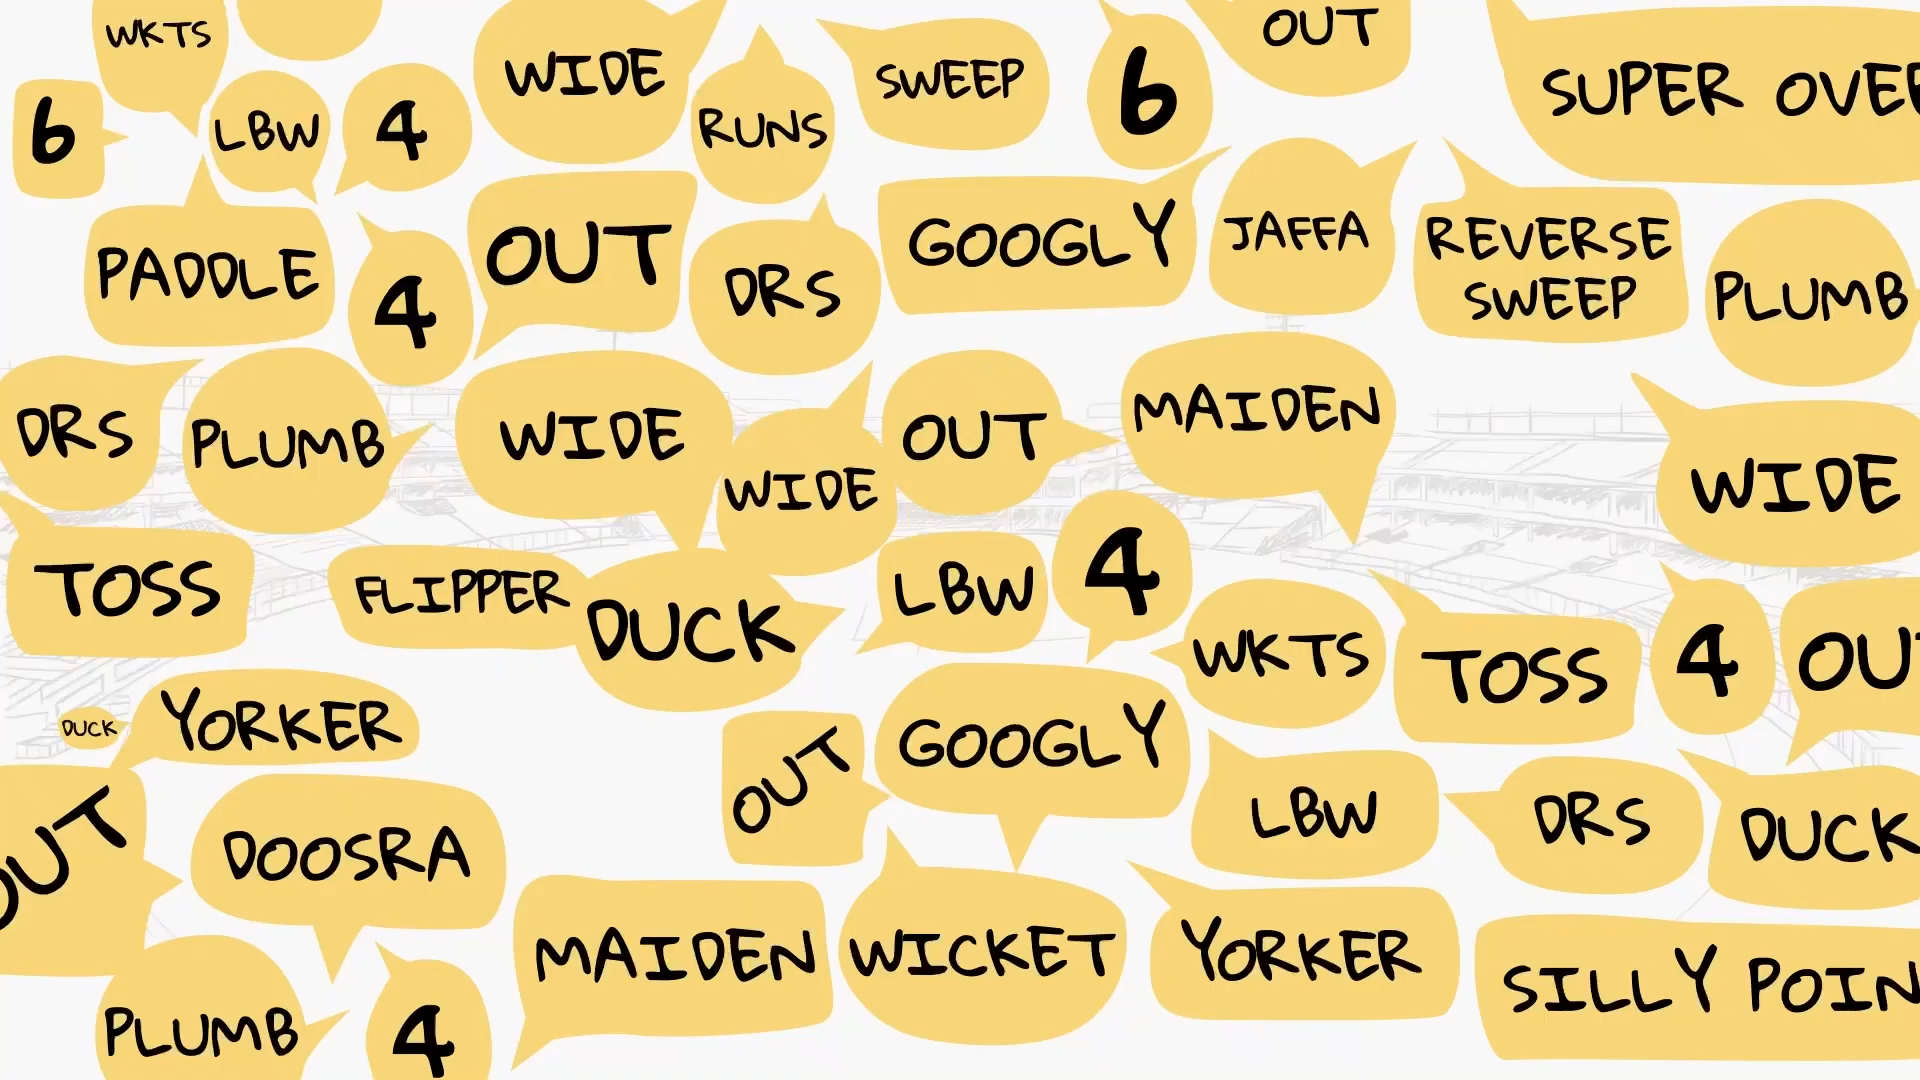 WKTS
WIDE
SWEEP
6
OUT
SUPER OVE
6
LBW
4
RUNS
PADDLE
4
OUT
DRS
GOOGLY
JAFFA
REVERSE
SWEEP
PLUMB
DRS
PLUMB
WIDE
WIDE
OUT
MAIDEN
WIDE
TOSS
FLIPPER
DUCK
LBW
4
WKTS
TOSS
4
OU
DUCK
YORKER
OUT
GOOGLY
LBW
DRS
DUCK
OUT
DOOSRA
MAIDEN
WICKET
YORKER
SILLY POIN
PLUMB
4